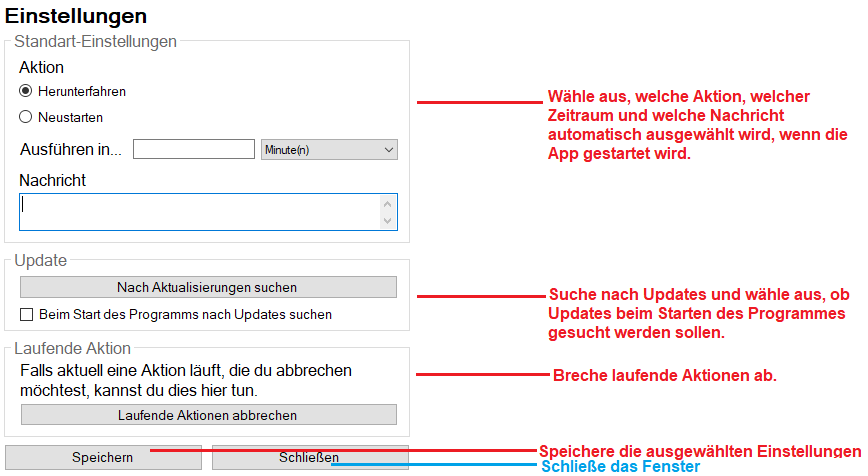 Einstellungen
Standart-Einstellungen
Aktion
Herunterfahren
Neustarten
Ausführen in...
Minute(n)
Nachricht
Wähle aus, welche Aktion, welcher
Zeitraum und welche Nachricht
automatisch ausgewählt wird, wenn die
App gestartet wird.
Update
Nach Aktualisierungen suchen
Beim Start des Programms nach Updates suchen
Suche nach Updates und wähle aus, ob
Updates beim Starten des Programmes
gesucht werden sollen.
Laufende Aktion
Falls aktuell eine Aktion läuft, die du abbrechen
möchtest, kannst du dies hier tun.
Laufende Aktionen abbrechen
Breche laufende Aktionen ab.
Speichern
Schließen
Speichere die ausgewählten Einstellungen
Schließe das Fenster